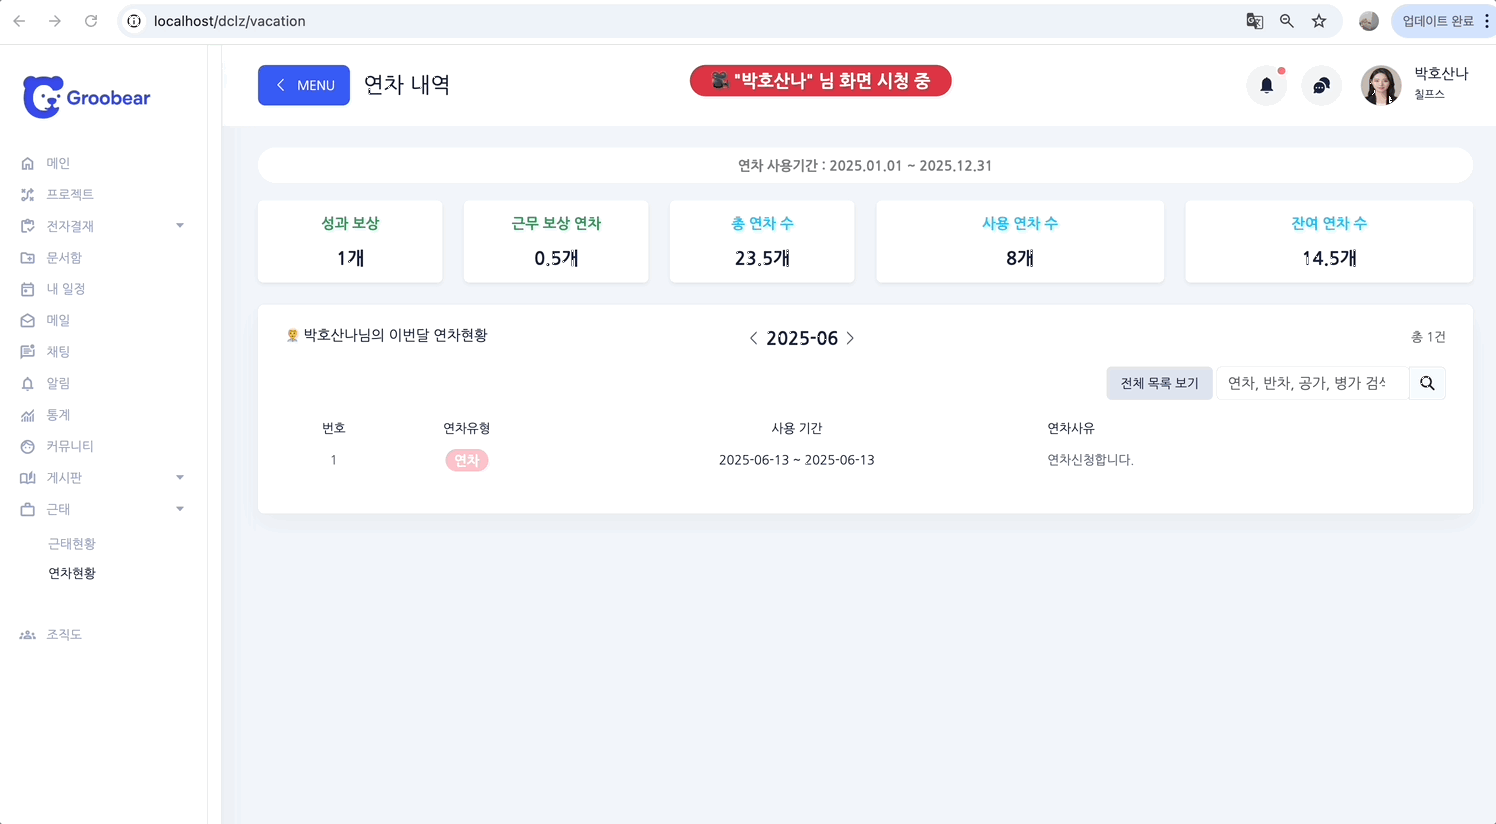 localhost/dclz/vacation
업데이트 완료
Groobear
MENU
연차 내역
"박호산나" 님 화면 시청 중
박호산나
칠프스
메인
프로젝트
전자결재
문서함
내 일정
메일
채팅
알림
통계
커뮤니티
게시판
근태
근태현황
연차현황
조직도
연차 사용기간 : 2025.01.01 ~ 2025.12.31
성과 보상
1개
근무 보상 연차
0.5개
총 연차 수
23.5개
사용 연차 수
8개
잔여 연차 수
14.5개
박호산나님의 이번달 연차현황
2025-06
총 1건
전체 목록 보기
연차, 반차, 공가, 병가
번호 연차유형 사용 기간 연차사유
1 연차 2025-06-13 ~ 2025-06-13 연차신청합니다.